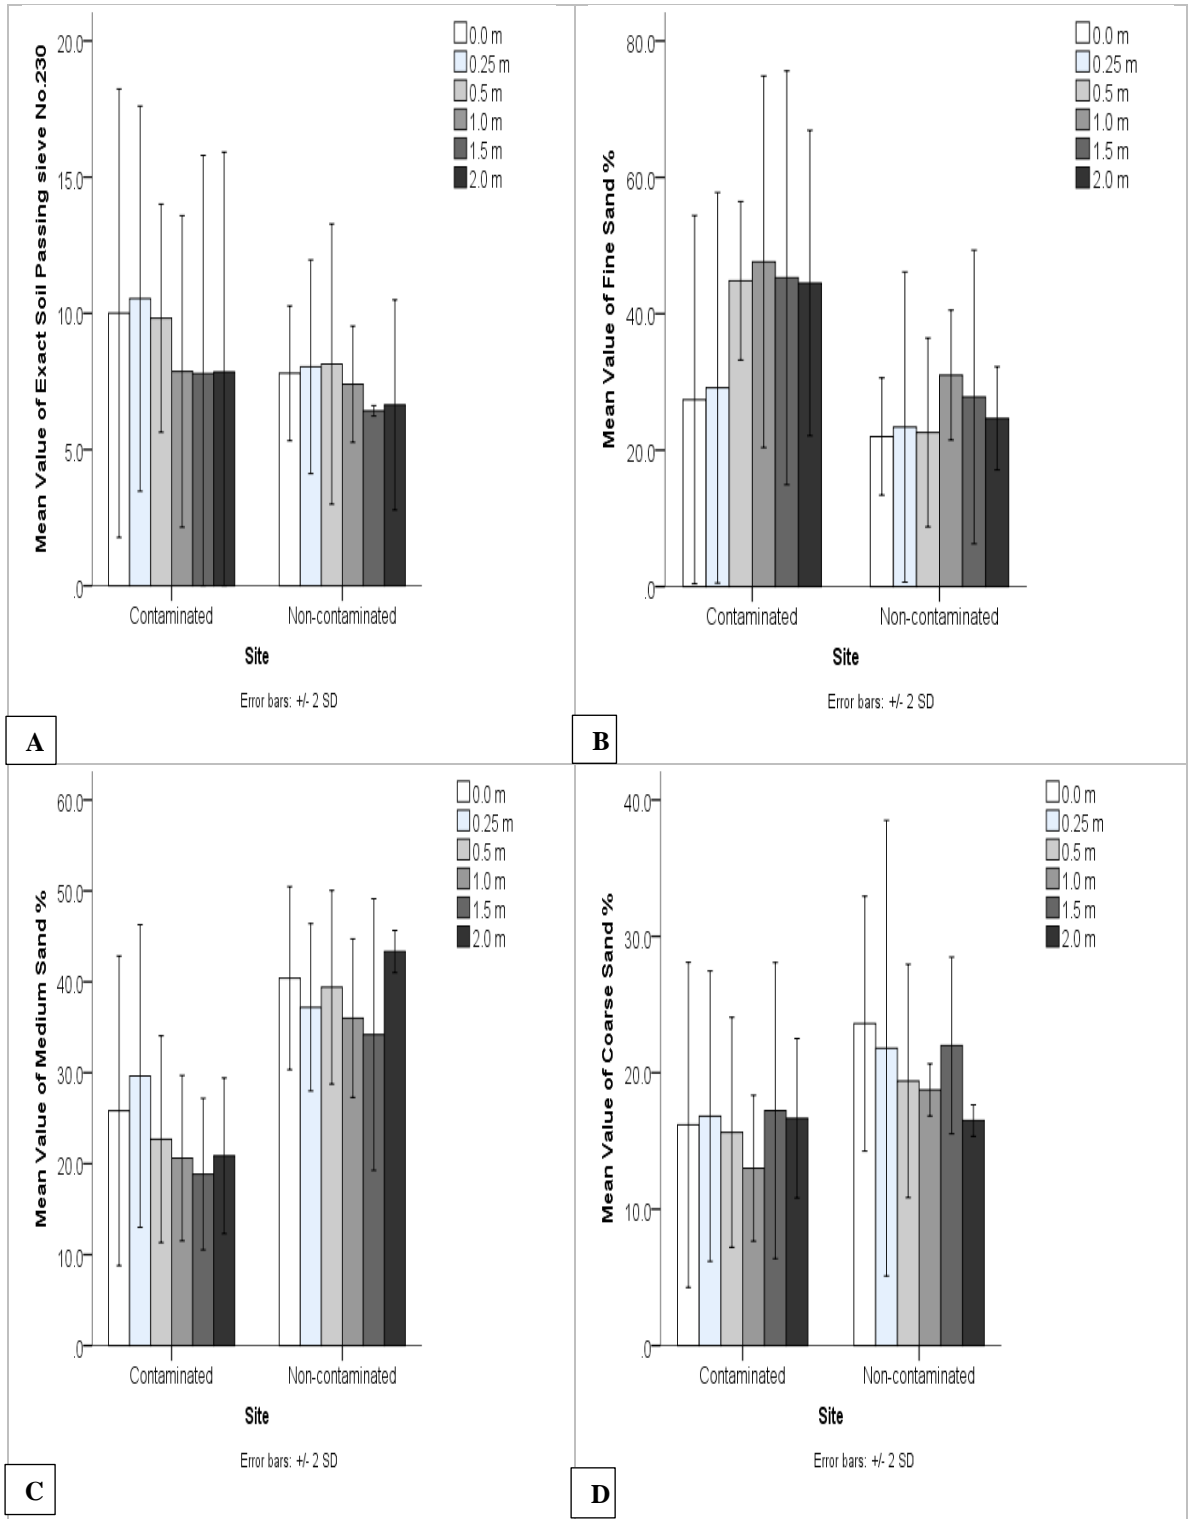 Mean Value of Exact Soil Passing sieve No.230
20.0
15.0
10.0
5.0
.0
0.0 m
0.25 m
0.5 m
1.0 m
1.5 m
2.0 m
Contaminated Non-contaminated
Site
Error bars: +/- 2 SD
A
Mean Value of Fine Sand %
80.0
60.0
40.0
20.0
.0
0.0 m
0.25 m
0.5 m
1.0 m
1.5 m
2.0 m
Contaminated Non-contaminated
Site
Error bars: +/- 2 SD
B
Mean Value of Medium Sand %
60.0
50.0
40.0
30.0
20.0
10.0
.0
0.0 m
0.25 m
0.5 m
1.0 m
1.5 m
2.0 m
Contaminated Non-contaminated
Site
Error bars: +/- 2 SD
C
Mean Value of Coarse Sand %
40.0
30.0
20.0
10.0
.0
0.0 m
0.25 m
0.5 m
1.0 m
1.5 m
2.0 m
Contaminated Non-contaminated
Site
Error bars: +/- 2 SD
D